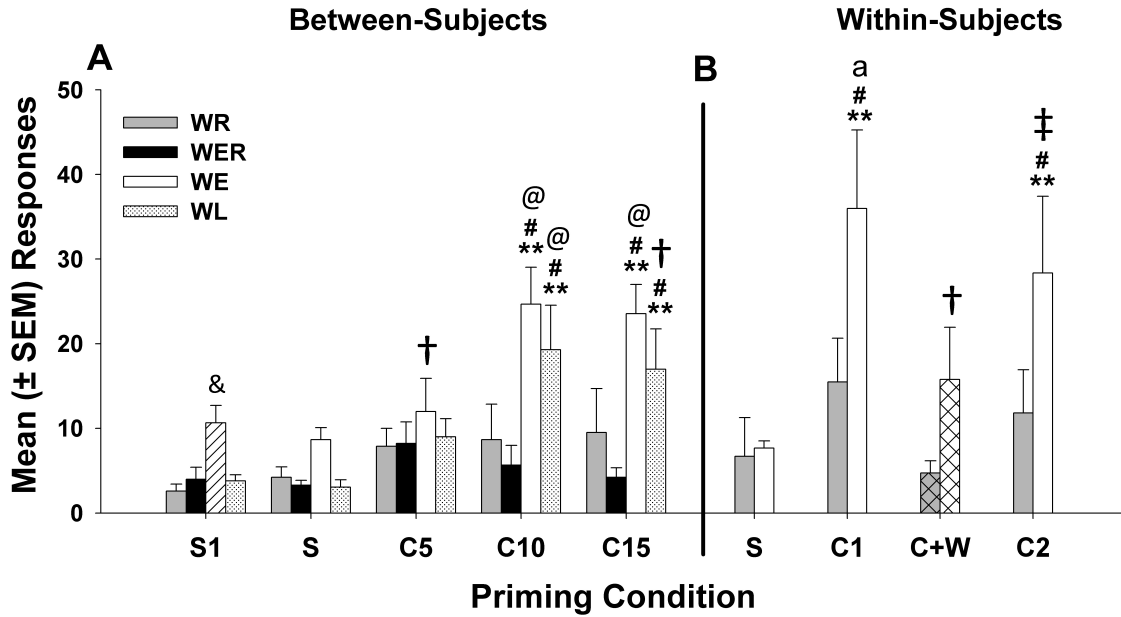 Between-Subjects
Within-Subjects
A
B
Mean (± SEM) Responses
50
40
30
20
10
0
WR
WER
WE
WL
&
†
@
#
**
@
#
**
@
#
**
†
#
**
a
#
**
†
‡
#
**
S1 S C5 C10 C15
S C1 C+W C2
Priming Condition